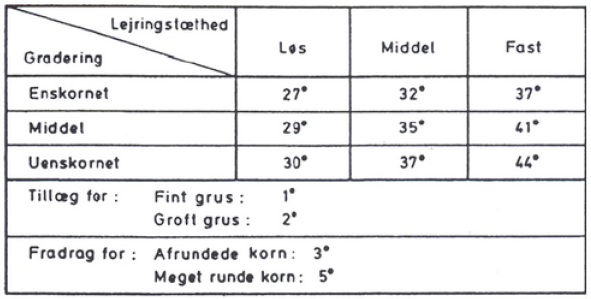 Lejringstæthed
Gradering
Løs Middel Fast
Enskornet 27° 32° 37°
Middel 29° 35° 41°
Uenskornet 30° 37° 44°
Tillæg for : Fint grus : 1°
Groft grus : 2°
Fradrag for : Afrundede korn : 3°
Meget runde korn : 5°